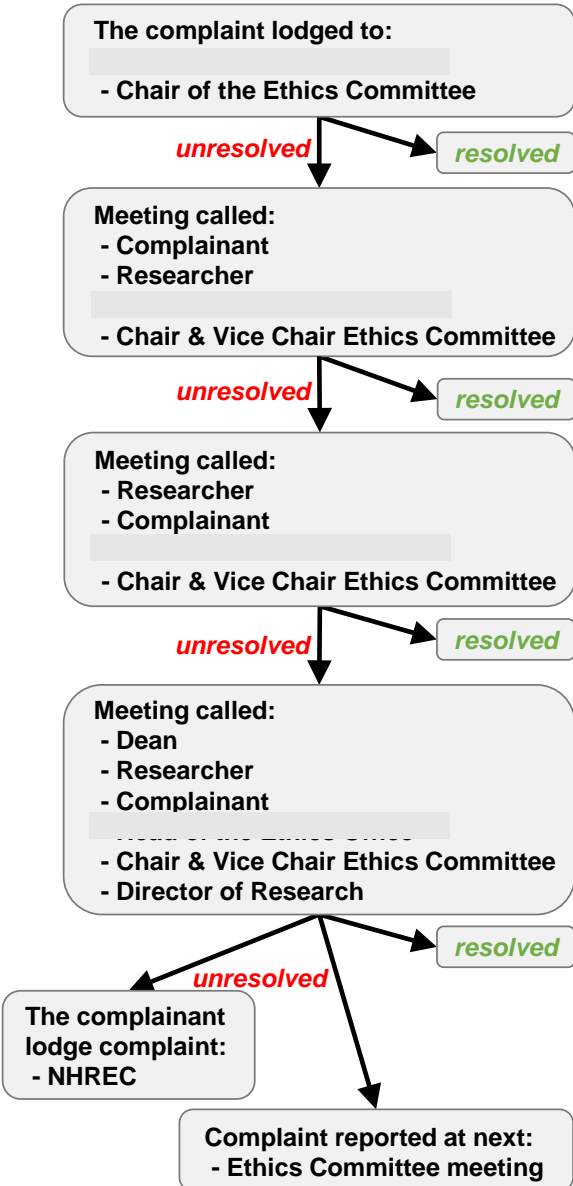 The complaint lodged to:
- Chair of the Ethics Committee
unresolved
resolved
Meeting called:
- Complainant
- Researcher
- Chair & Vice Chair Ethics Committee
unresolved
resolved
Meeting called:
- Researcher
- Complainant
- Chair & Vice Chair Ethics Committee
unresolved
resolved
Meeting called:
- Dean
- Researcher
- Complainant
- Chair & Vice Chair Ethics Committee
- Director of Research
resolved
unresolved
The complainant
lodge complaint:
- NHREC
Complaint reported at next:
- Ethics Committee meeting